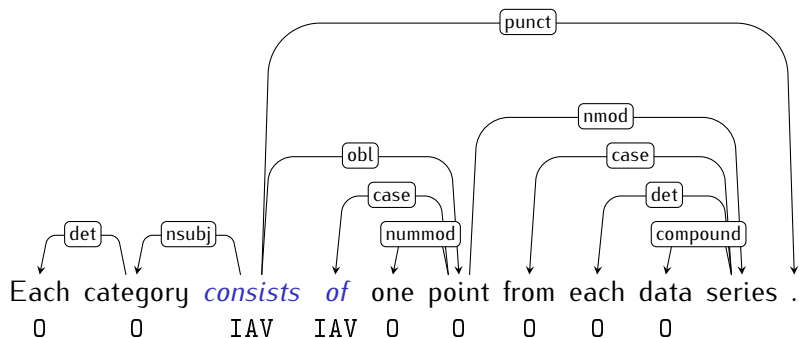 punct
nmod
obl case
case det
det nsubj nummod compound
Each category consists of one point from each data series .
O O IAV IAV O O O O O